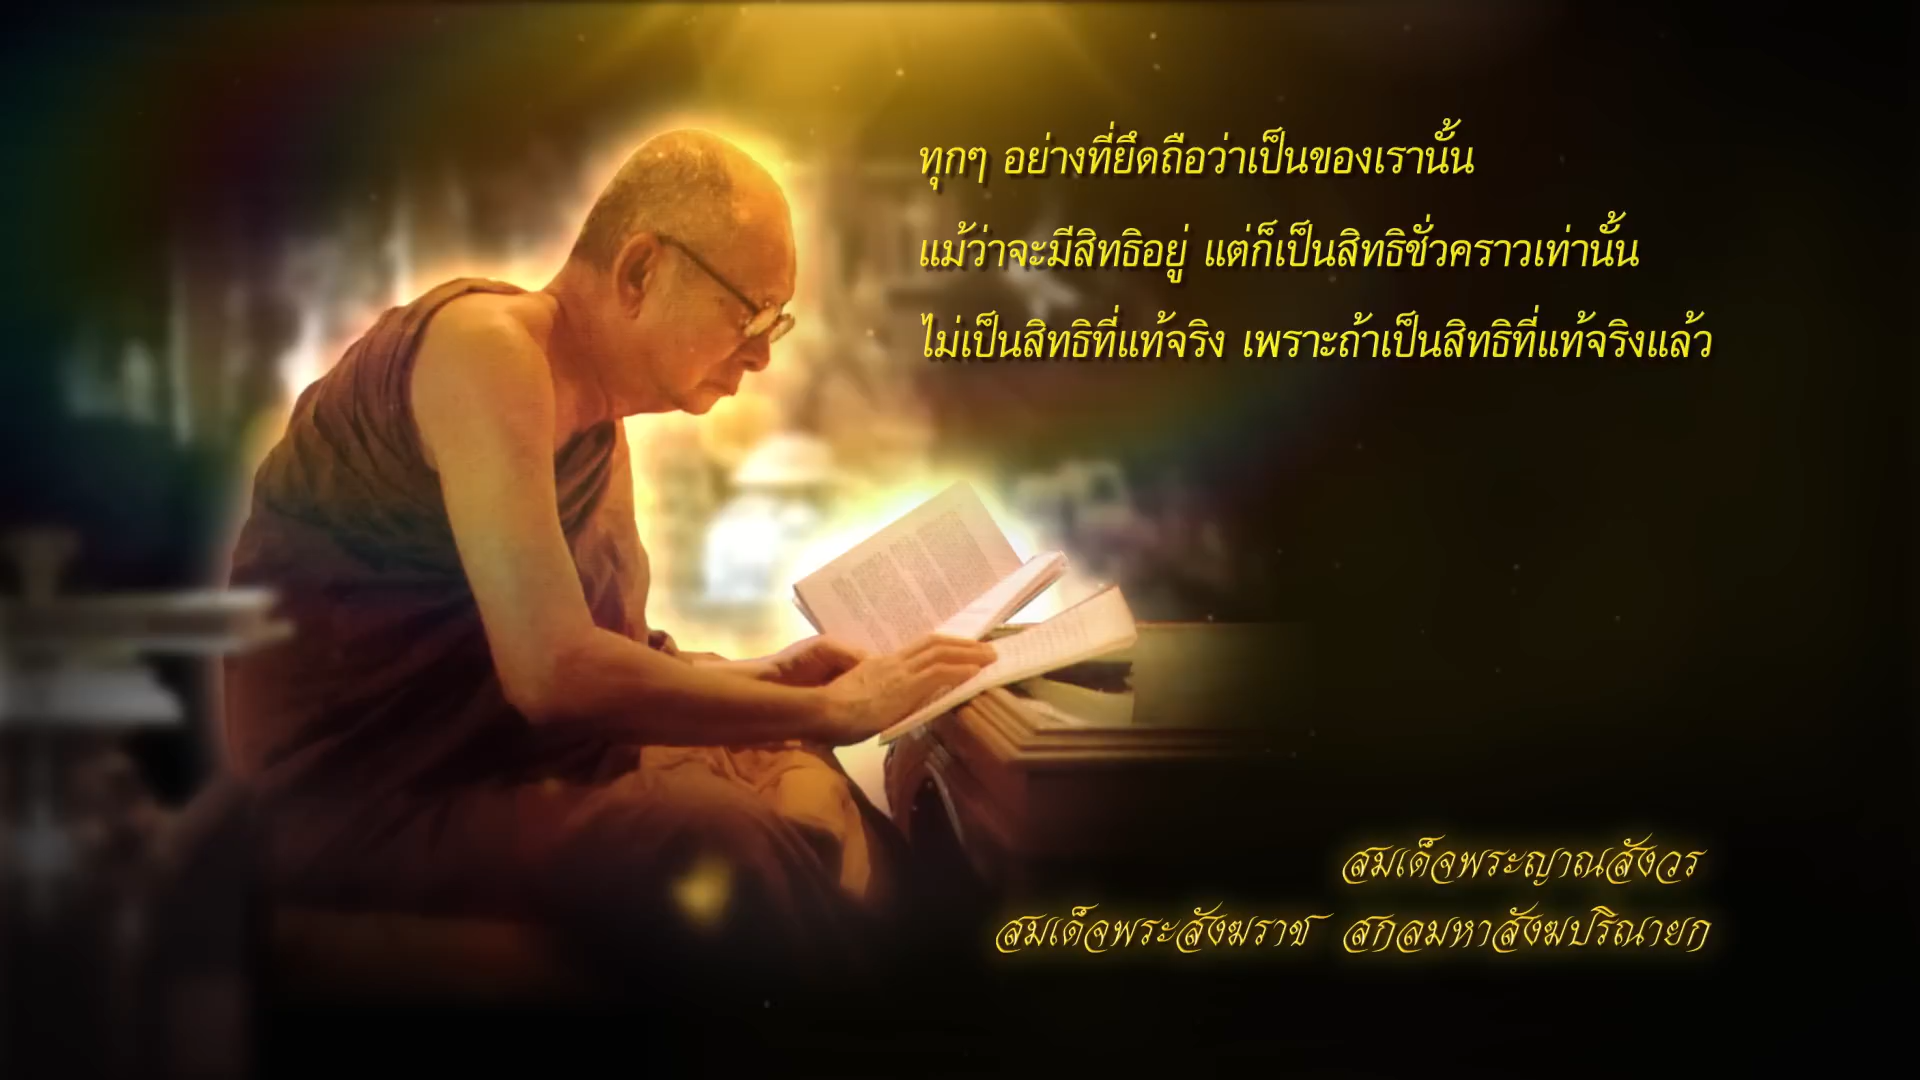 ทุกๆ อย่างที่ยึดถือว่าเป็นของเรานั้น
แม้ว่าจะมีสิทธิอยู่ แต่ก็เป็นสิทธิชั่วคราวเท่านั้น
ไม่เป็นสิทธิที่แท้จริง เพราะถ้าเป็นสิทธิที่แท้จริงแล้ว
สมเด็จพระญาณสังวร
สมเด็จพระสังฆราช สกลมหาสังฆปริณายก